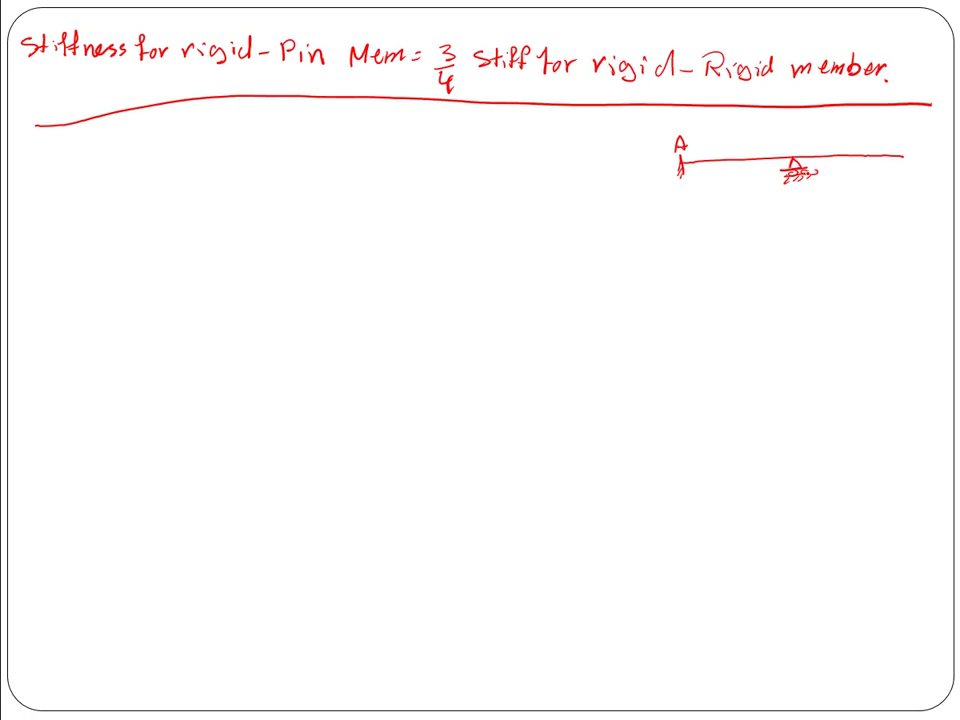 Stiffness for rigid - Pin Mem = 3/4 Stiff for rigid - Rigid member.
A